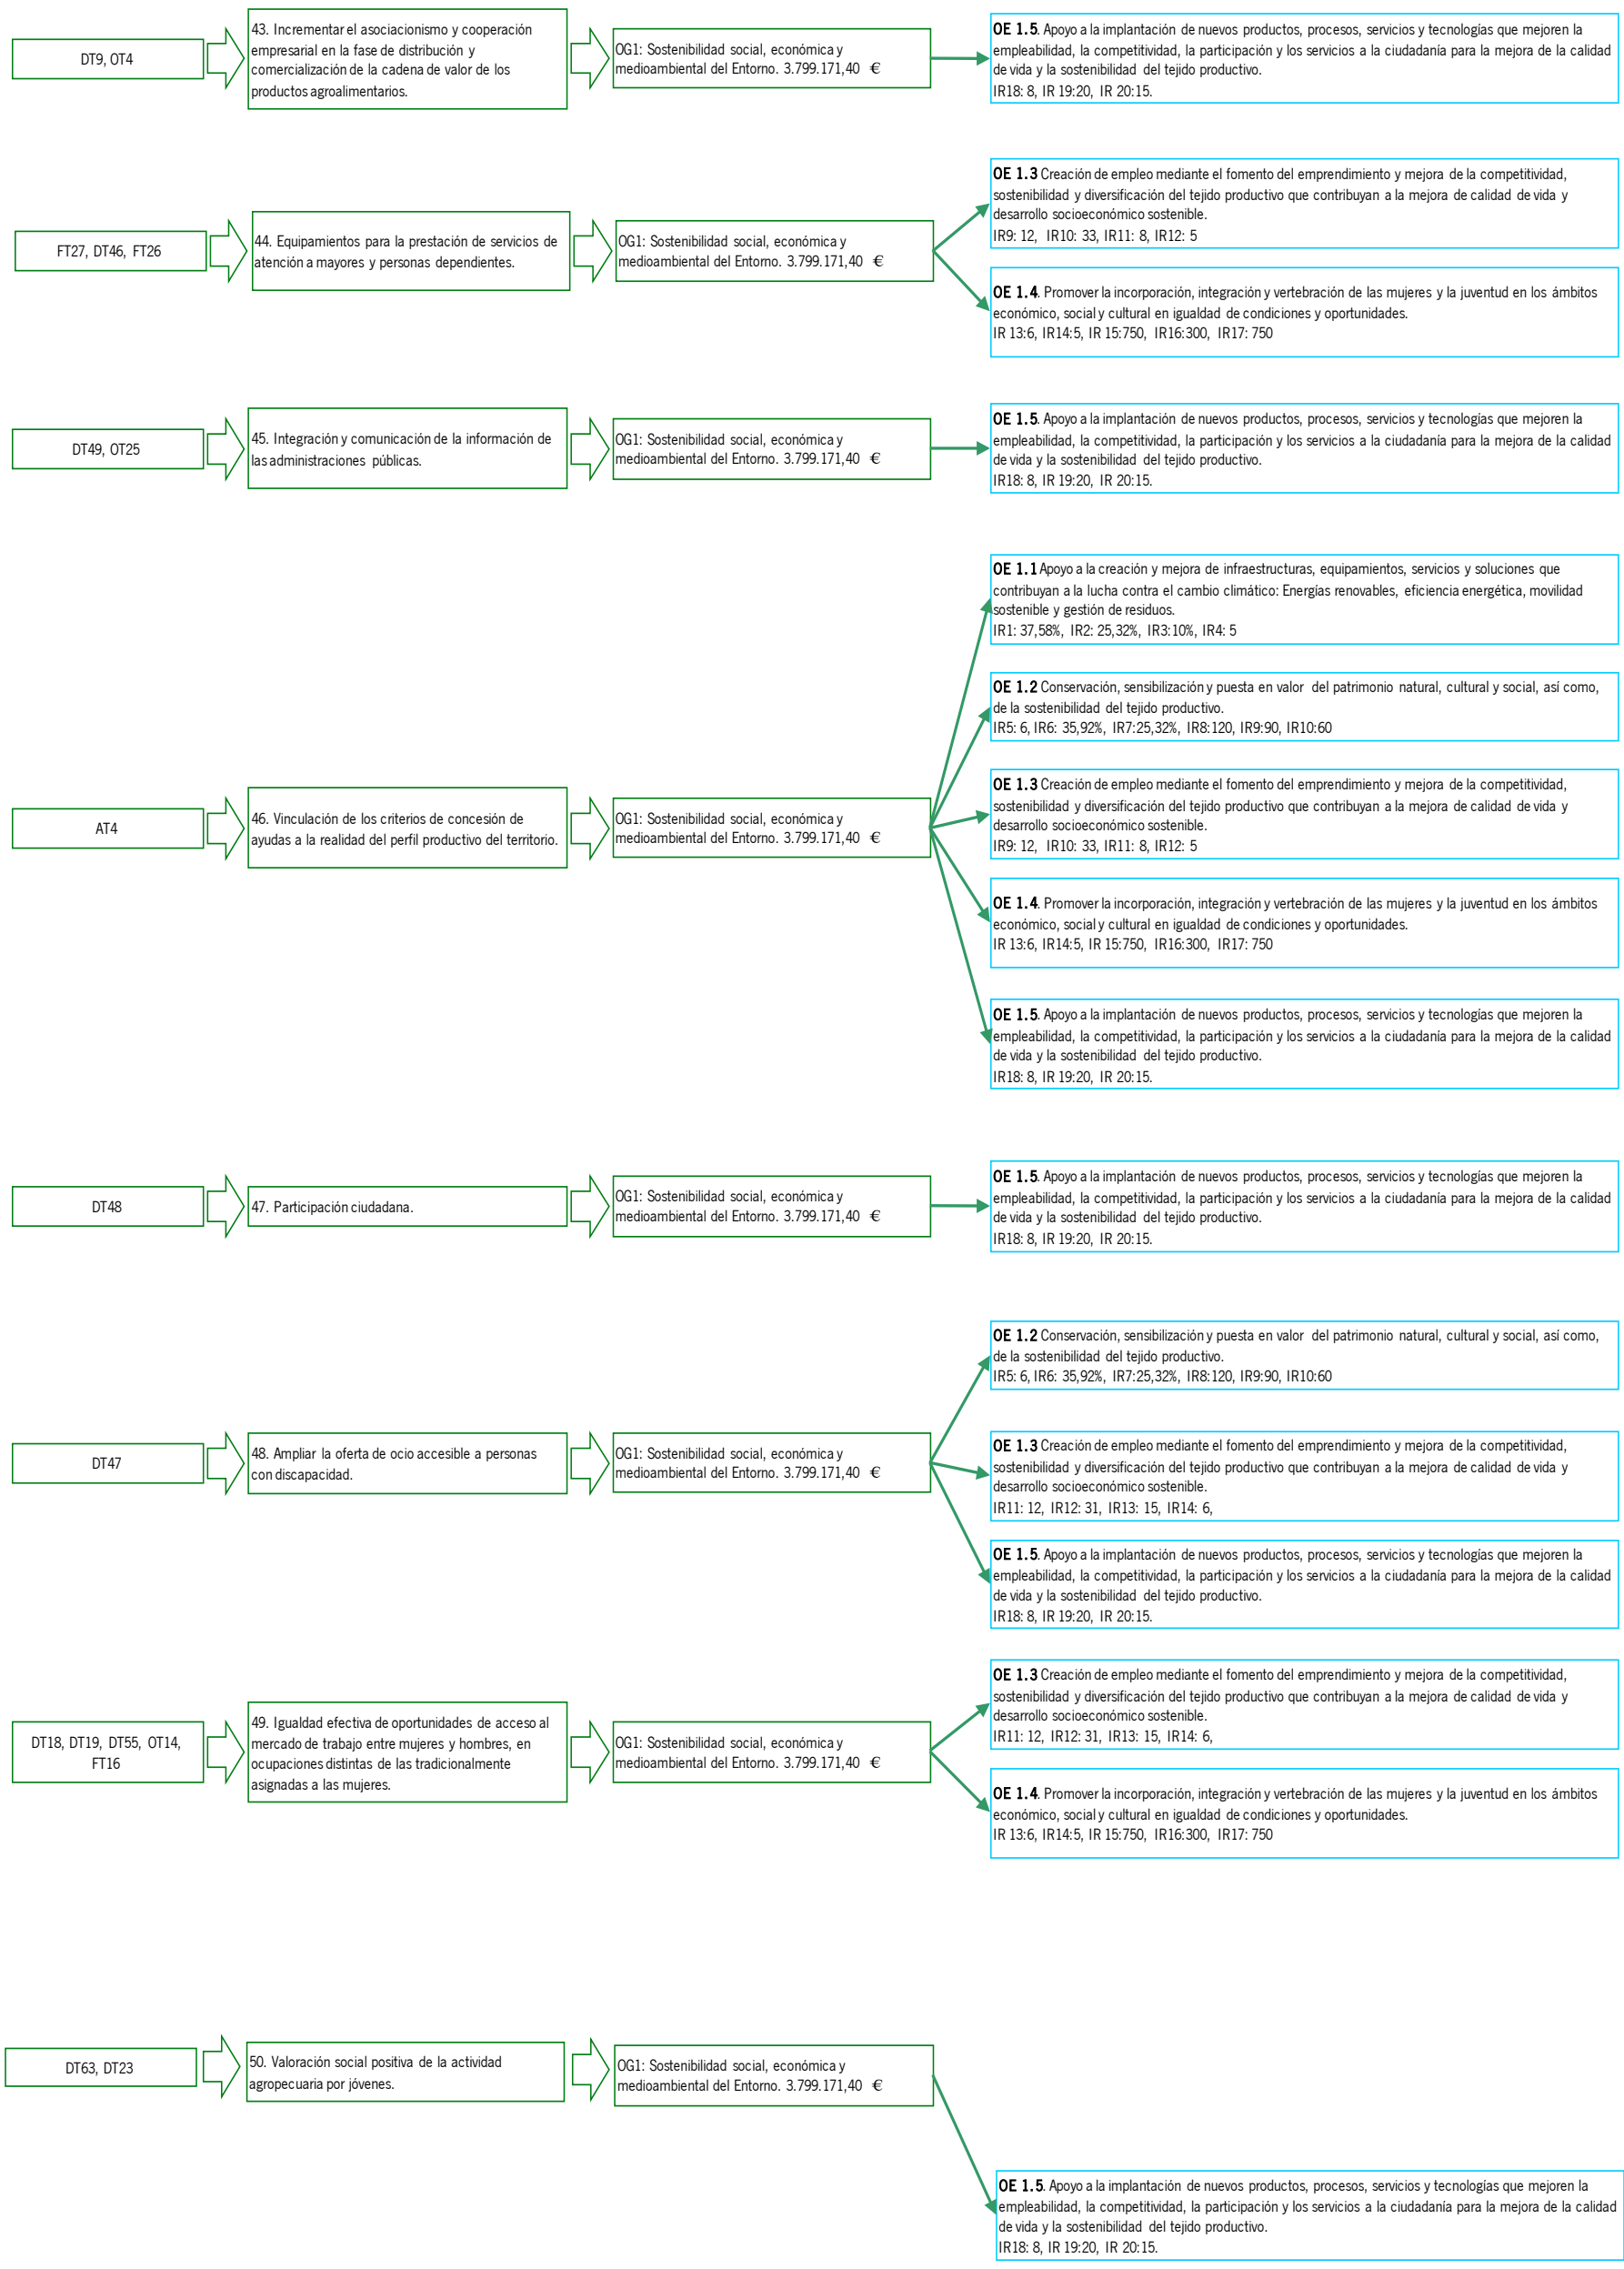 DT9, OT4
43. Incrementar el asociacionismo y cooperación
empresarial en la fase de distribución y
comercialización de la cadena de valor de los
productos agroalimentarios.
OG1: Sostenibilidad social, económica y
medioambiental del Entorno. 3.799.171,40 €
OE 1.5. Apoyo a la implantación de nuevos productos, procesos, servicios y tecnologías que mejoren la
empleabilidad, la competitividad, la participación y los servicios a la ciudadanía para la mejora de la calidad
de vida y la sostenibilidad del tejido productivo.
IR18: 8, IR 19:20, IR 20:15.
FT27, DT46, FT26
44. Equipamientos para la prestación de servicios de
atención a mayores y personas dependientes.
OG1: Sostenibilidad social, económica y
medioambiental del Entorno. 3.799.171,40 €
OE 1.3 Creación de empleo mediante el fomento del emprendimiento y mejora de la competitividad,
sostenibilidad y diversificación del tejido productivo que contribuyan a la mejora de calidad de vida y
desarrollo socioeconómico sostenible.
IR9: 12, IR10: 33, IR11: 8, IR12: 5
OE 1.4. Promover la incorporación, integración y vertebración de las mujeres y la juventud en los ámbitos
económico, social y cultural en igualdad de condiciones y oportunidades.
IR 13:6, IR14:5, IR 15:750, IR16:300, IR17: 750
DT49, OT25
45. Integración y comunicación de la información de
las administraciones públicas.
OG1: Sostenibilidad social, económica y
medioambiental del Entorno. 3.799.171,40 €
OE 1.5. Apoyo a la implantación de nuevos productos, procesos, servicios y tecnologías que mejoren la
empleabilidad, la competitividad, la participación y los servicios a la ciudadanía para la mejora de la calidad
de vida y la sostenibilidad del tejido productivo.
IR18: 8, IR 19:20, IR 20:15.
AT4
46. Vinculación de los criterios de concesión de
ayudas a la realidad del perfil productivo del territorio.
OG1: Sostenibilidad social, económica y
medioambiental del Entorno. 3.799.171,40 €
OE 1.1 Apoyo a la creación y mejora de infraestructuras, equipamientos, servicios y soluciones que
contribuyan a la lucha contra el cambio climático: Energías renovables, eficiencia energética, movilidad
sostenible y gestión de residuos.
IR1: 37,58%, IR2: 25,32%, IR3:10%, IR4: 5
OE 1.2 Conservación, sensibilización y puesta en valor del patrimonio natural, cultural y social, así como,
de la sostenibilidad del tejido productivo.
IR5: 6, IR6: 35,92%, IR7:25,32%, IR8:120, IR9:90, IR10:60
OE 1.3 Creación de empleo mediante el fomento del emprendimiento y mejora de la competitividad,
sostenibilidad y diversificación del tejido productivo que contribuyan a la mejora de calidad de vida y
desarrollo socioeconómico sostenible.
IR9: 12, IR10: 33, IR11: 8, IR12: 5
OE 1.4. Promover la incorporación, integración y vertebración de las mujeres y la juventud en los ámbitos
económico, social y cultural en igualdad de condiciones y oportunidades.
IR 13:6, IR14:5, IR 15:750, IR16:300, IR17: 750
OE 1.5. Apoyo a la implantación de nuevos productos, procesos, servicios y tecnologías que mejoren la
empleabilidad, la competitividad, la participación y los servicios a la ciudadanía para la mejora de la calidad
de vida y la sostenibilidad del tejido productivo.
IR18: 8, IR 19:20, IR 20:15.
DT48
47. Participación ciudadana.
OG1: Sostenibilidad social, económica y
medioambiental del Entorno. 3.799.171,40 €
OE 1.5. Apoyo a la implantación de nuevos productos, procesos, servicios y tecnologías que mejoren la
empleabilidad, la competitividad, la participación y los servicios a la ciudadanía para la mejora de la calidad
de vida y la sostenibilidad del tejido productivo.
IR18: 8, IR 19:20, IR 20:15.
DT47
48. Ampliar la oferta de ocio accesible a personas
con discapacidad.
OG1: Sostenibilidad social, económica y
medioambiental del Entorno. 3.799.171,40 €
OE 1.2 Conservación, sensibilización y puesta en valor del patrimonio natural, cultural y social, así como,
de la sostenibilidad del tejido productivo.
IR5: 6, IR6: 35,92%, IR7:25,32%, IR8:120, IR9:90, IR10:60
OE 1.3 Creación de empleo mediante el fomento del emprendimiento y mejora de la competitividad,
sostenibilidad y diversificación del tejido productivo que contribuyan a la mejora de calidad de vida y
desarrollo socioeconómico sostenible.
IR11: 12, IR12: 31, IR13: 15, IR14: 6,
OE 1.5. Apoyo a la implantación de nuevos productos, procesos, servicios y tecnologías que mejoren la
empleabilidad, la competitividad, la participación y los servicios a la ciudadanía para la mejora de la calidad
de vida y la sostenibilidad del tejido productivo.
IR18: 8, IR 19:20, IR 20:15.
DT18, DT19, DT55, OT14,
FT16
49. Igualdad efectiva de oportunidades de acceso al
mercado de trabajo entre mujeres y hombres, en
ocupaciones distintas de las tradicionalmente
asignadas a las mujeres.
OG1: Sostenibilidad social, económica y
medioambiental del Entorno. 3.799.171,40 €
OE 1.3 Creación de empleo mediante el fomento del emprendimiento y mejora de la competitividad,
sostenibilidad y diversificación del tejido productivo que contribuyan a la mejora de calidad de vida y
desarrollo socioeconómico sostenible.
IR11: 12, IR12: 31, IR13: 15, IR14: 6,
OE 1.4. Promover la incorporación, integración y vertebración de las mujeres y la juventud en los ámbitos
económico, social y cultural en igualdad de condiciones y oportunidades.
IR 13:6, IR14:5, IR 15:750, IR16:300, IR17: 750
DT63, DT23
50. Valoración social positiva de la actividad
agropecuaria por jóvenes.
OG1: Sostenibilidad social, económica y
medioambiental del Entorno. 3.799.171,40 €
OE 1.5. Apoyo a la implantación de nuevos productos, procesos, servicios y tecnologías que mejoren la
empleabilidad, la competitividad, la participación y los servicios a la ciudadanía para la mejora de la calidad
de vida y la sostenibilidad del tejido productivo.
IR18: 8, IR 19:20, IR 20:15.